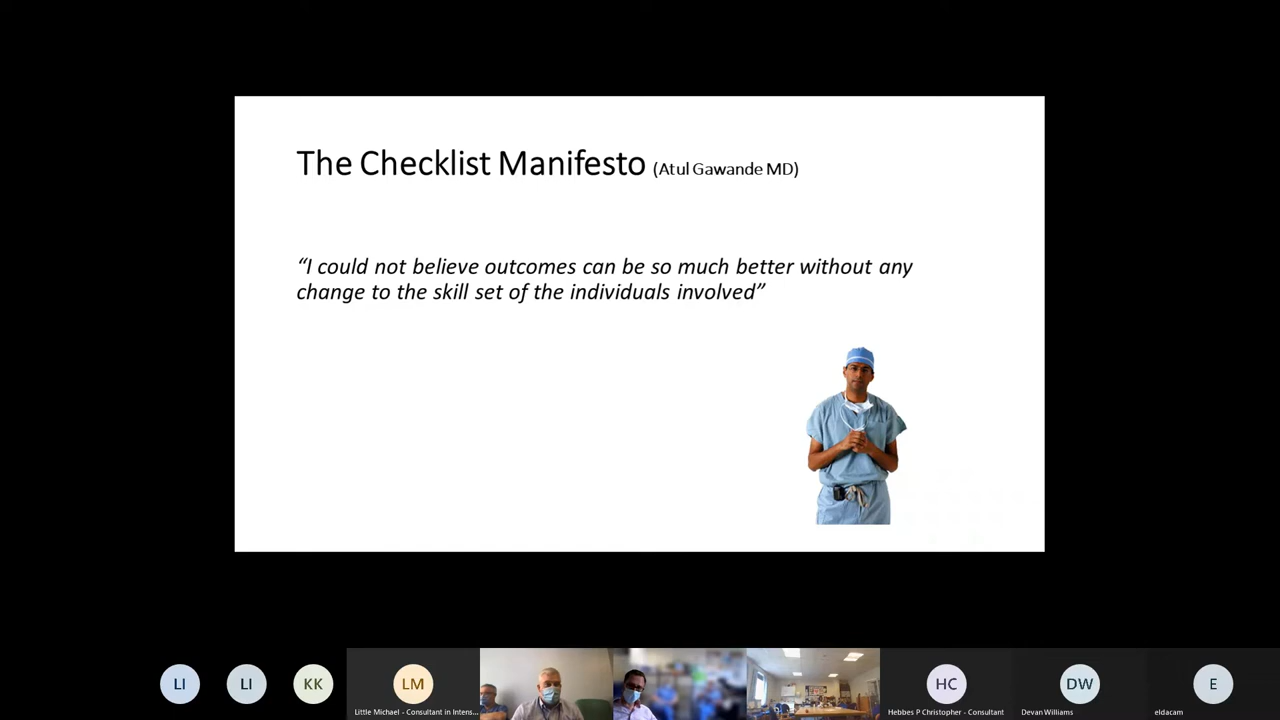 The Checklist Manifesto (Atul Gawande MD)
“I could not believe outcomes can be so much better without any
change to the skill set of the individuals involved”
LI
LI
KK
LM
HC
DW
E
Little Michael - Consultant in Intens...
Hebbes P Christopher - Consultant
Devan Williams
eldacam